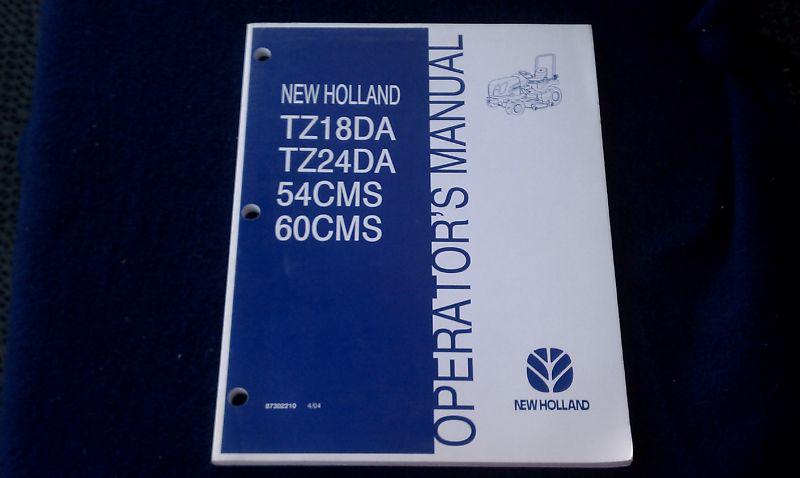 NEW HOLLAND
TZ18DA
TZ24DA
54CMS
60CMS
87302210 4/04
OPERATOR'S MANUAL
NEW HOLLAND